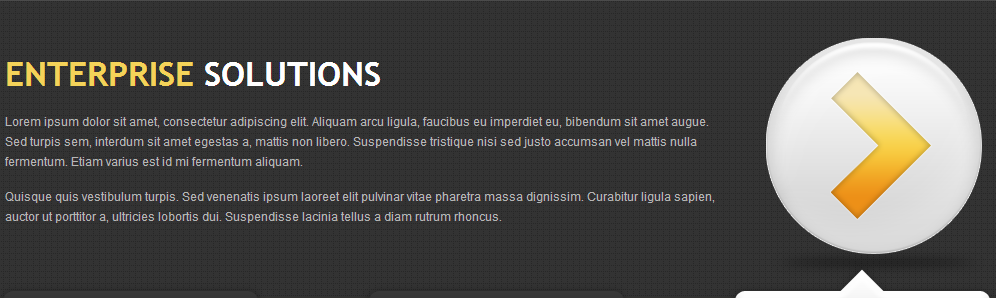 ENTERPRISE SOLUTIONS
Lorem ipsum dolor sit amet, consectetur adipiscing elit. Aliquam arcu ligula, faucibus eu imperdiet eu, bibendum sit amet augue.
Sed turpis sem, interdum sit amet egestas a, mattis non libero. Suspendisse tristique nisi sed justo accumsan vel mattis nulla
fermentum. Etiam varius est id mi fermentum aliquam.
Quisque quis vestibulum turpis. Sed venenatis ipsum laoreet elit pulvinar vitae pharetra massa dignissim. Curabitur ligula sapien,
auctor ut porttitor a, ultricies lobortis dui. Suspendisse lacinia tellus a diam rutrum rhoncus.